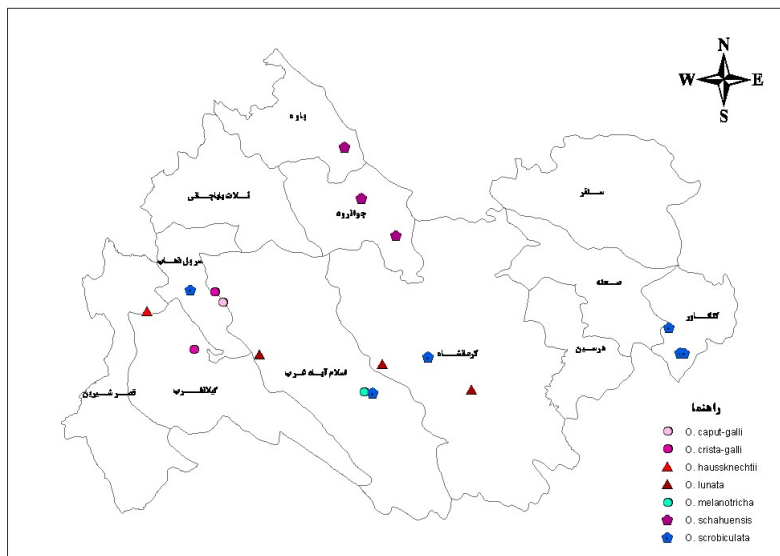 N
W E
S
پاوه
ثلاث باباجانی
جوانرود
سنقر
سرپل ذهاب
صحنه
کنگاور
هرسین
کرمانشاه
اسلام آباد غرب
گیلانغرب
قصر شیرین
راهنما
O. caput-galli
O. crista-galli
O. haussknechtii
O. lunata
O. melanotricha
O. schahuensis
O. scrobiculata